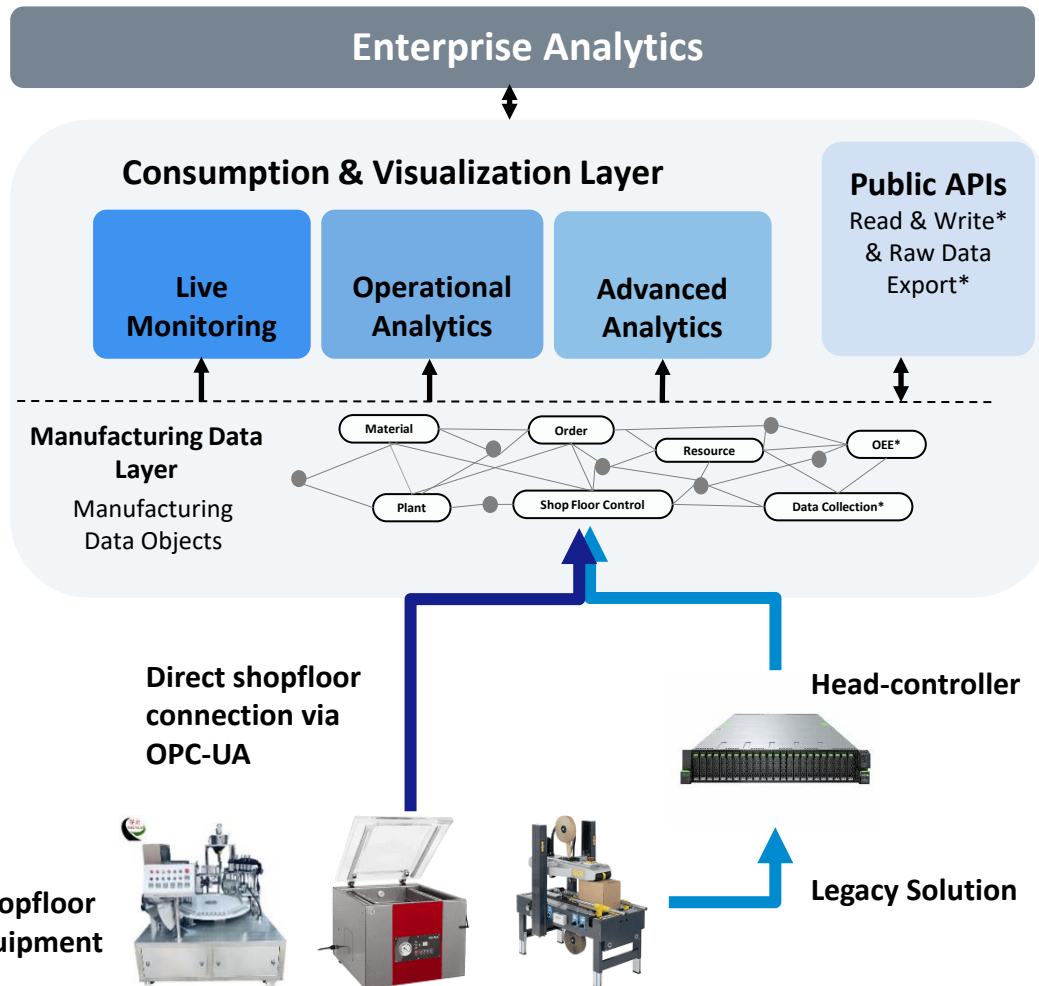 Enterprise Analytics
Consumption & Visualization Layer
Public APIs
Read & Write*
& Raw Data
Export*
Live
Monitoring
Operational
Analytics
Advanced
Analytics
Manufacturing Data
Layer
Manufacturing
Data Objects
Material
Order
Resource
OEE*
Plant
Shop Floor Control
Data Collection*
Direct shopfloor
connection via
OPC-UA
Head-controller
Legacy Solution
opfloor
uipment